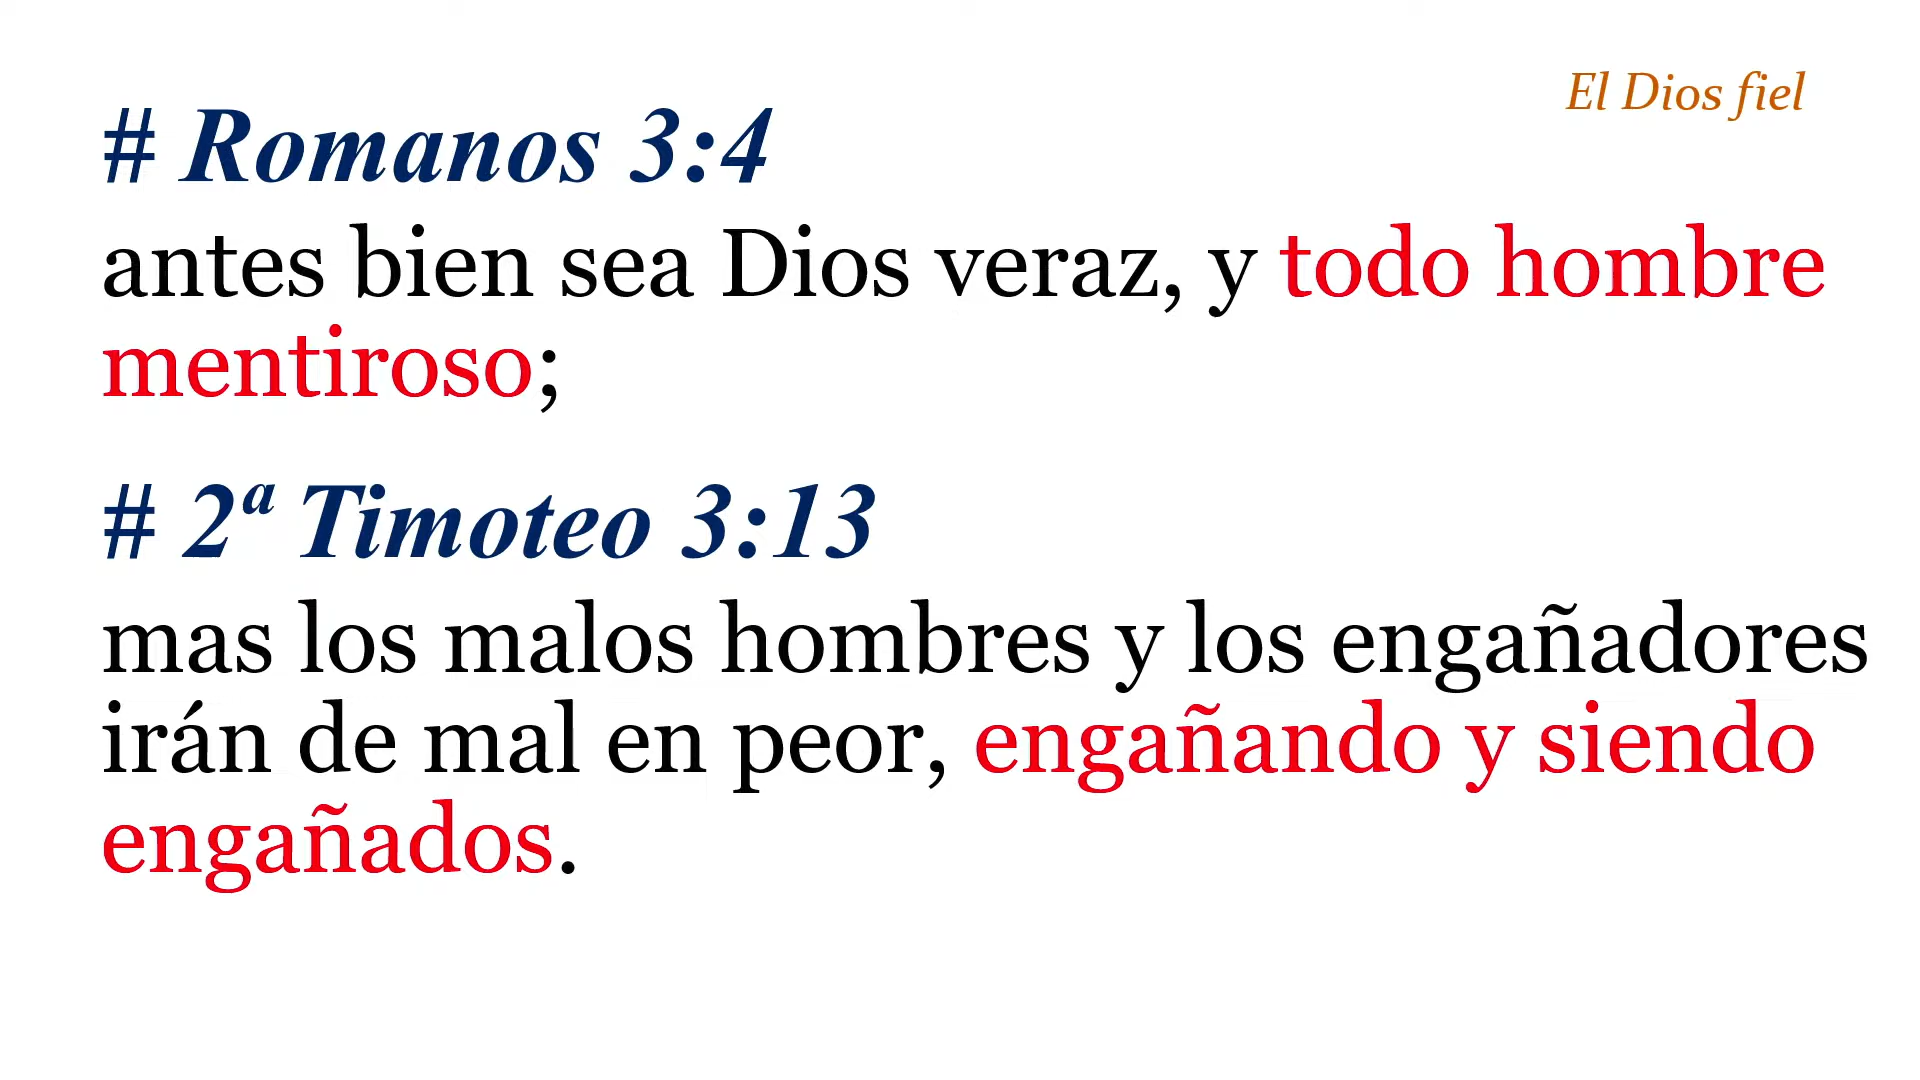 El Dios fiel
# Romanos 3:4
antes bien sea Dios veraz, y todo hombre
mentiroso;
# 2ª Timoteo 3:13
mas los malos hombres y los engañadores
irán de mal en peor, engañando y siendo
engañados.